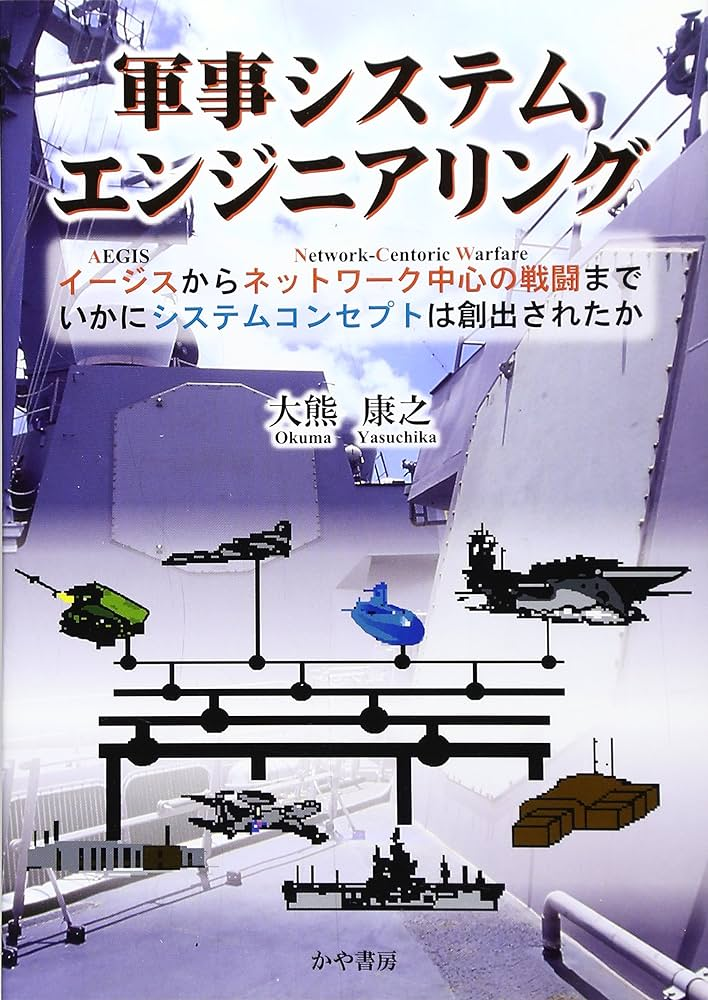 軍事システム
エンジニアリング
AEGIS Network-Centoric Warfare
イージスからネットワーク中心の戦闘まで
いかにシステムコンセプトは創出されたか
大熊 康之
Okuma Yasuchika
かや書房